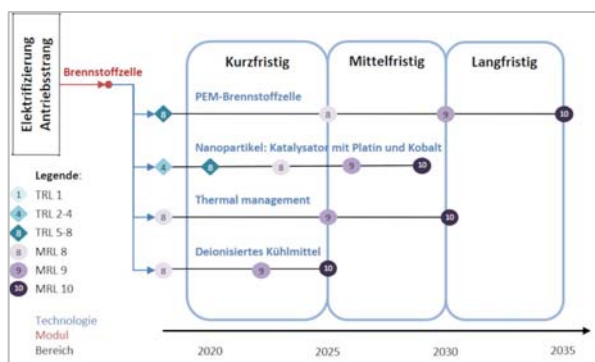 Elektrifizierung
Antriebsstrang
Brennstoffzelle
Kurzfristig
Mittelfristig
Langfristig
PEM-Brennstoffzelle
8
8
9
10
Nanopartikel: Katalysator mit Platin und Kobalt
4
8
8
9
10
Thermal management
8
9
10
Deionisiertes Kühlmittel
8
9
10
Legende:
1 TRL 1
4 TRL 2-4
8 TRL 5-8
8 MRL 8
9 MRL 9
10 MRL 10
Technologie
Modul
Bereich
2020
2025
2030
2035